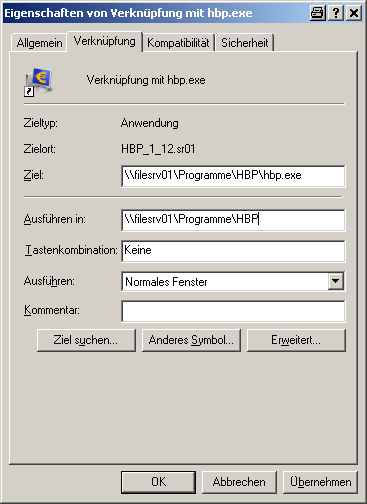 Eigenschaften von Verknüpfung mit hbp.exe
Allgemein Verknüpfung Kompatibilität Sicherheit
Verknüpfung mit hbp.exe
Zieltyp: Anwendung
Zielort: HBP_1_12.sr01
Ziel: \\filesrv01\Programme\HBP\hbp.exe
Ausführen in: \\filesrv01\Programme\HBP
Tastenkombination: Keine
Ausführen: Normales Fenster
Kommentar:
Ziel suchen... Anderes Symbol... Erweitert...
OK Abbrechen Übernehmen